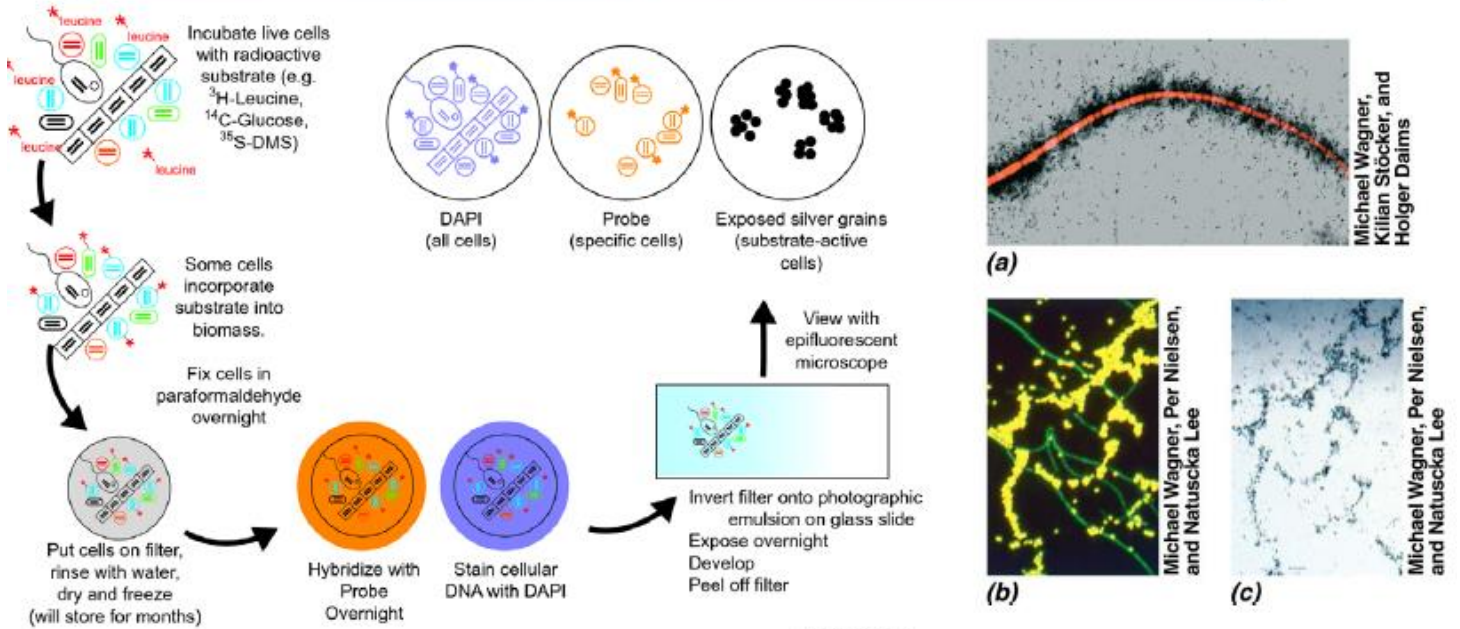 leucine
leucine
leucine
leucine
leucine
leucine
Incubate live cells
with radioactive
substrate (e.g.
³H-Leucine,
¹⁴C-Glucose,
³⁵S-DMS)
Some cells
incorporate
substrate into
biomass.
Fix cells in
paraformaldehyde
overnight
Put cells on filter,
rinse with water,
dry and freeze
(will store for months)
Hybridize with
Probe
Overnight
Stain cellular
DNA with DAPI
Invert filter onto photographic
emulsion on glass slide
Expose overnight
Develop
Peel off filter
View with
epifluorescent
microscope
DAPI
(all cells)
Probe
(specific cells)
Exposed silver grains
(substrate-active
cells)
Michael Wagner,
Kilian Stöcker, and
Holger Daims
(a)
Michael Wagner, Per Nielsen,
and Natuscka Lee
(b)
Michael Wagner, Per Nielsen,
and Natuscka Lee
(c)